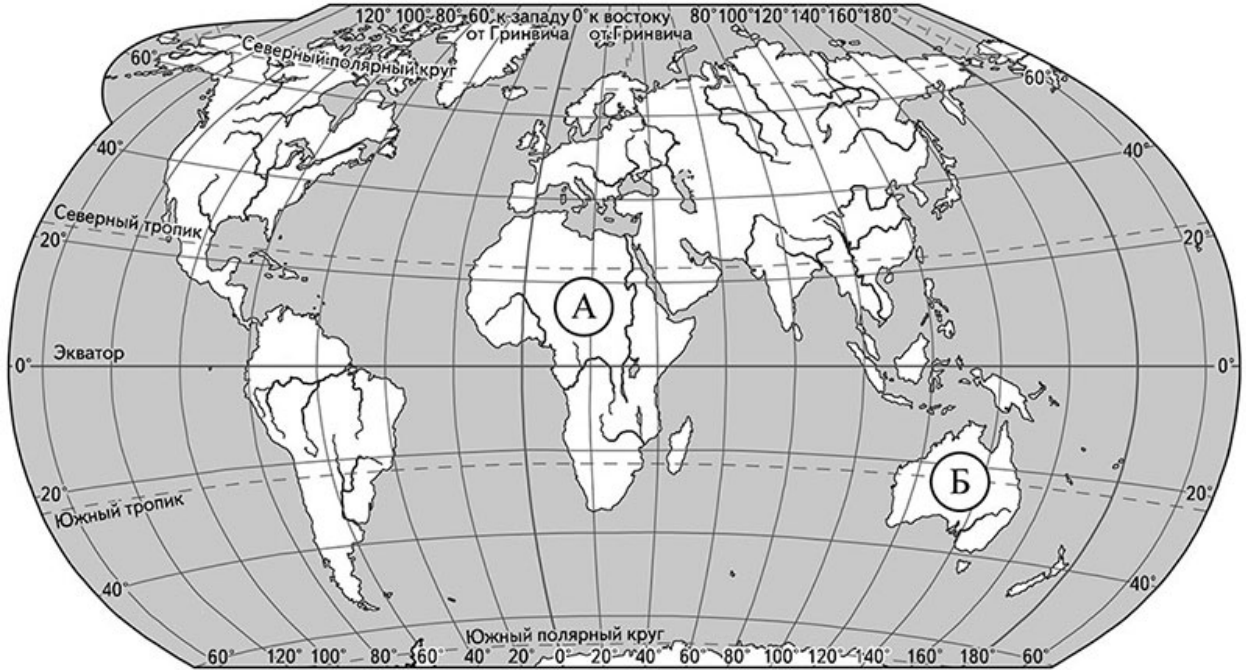 120° 100° 80° 60° к западу 0° к востоку 80° 100° 120° 140° 160° 180°
от Гринвича от Гринвича
60° Северный полярный круг 60°
40° 40°
Северный тропик
20° 20°
А
Экватор
0° 0°
Б
20° 20°
Южный тропик
40° 40°
Южный полярный круг
60° 120° 100° 80° 60° 40° 20° 0° 20° 40° 60° 80° 100° 120° 140° 160° 180° 60°